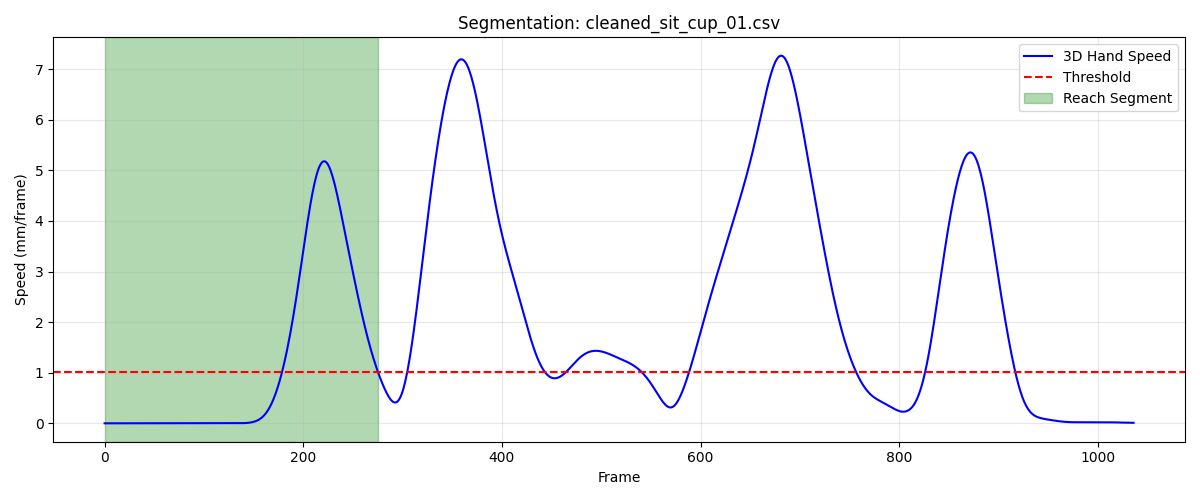 Segmentation: cleaned_sit_cup_01.csv
3D Hand Speed
Threshold
Reach Segment
Speed (mm/frame)
7
6
5
4
3
2
1
0
0 200 400 600 800 1000
Frame